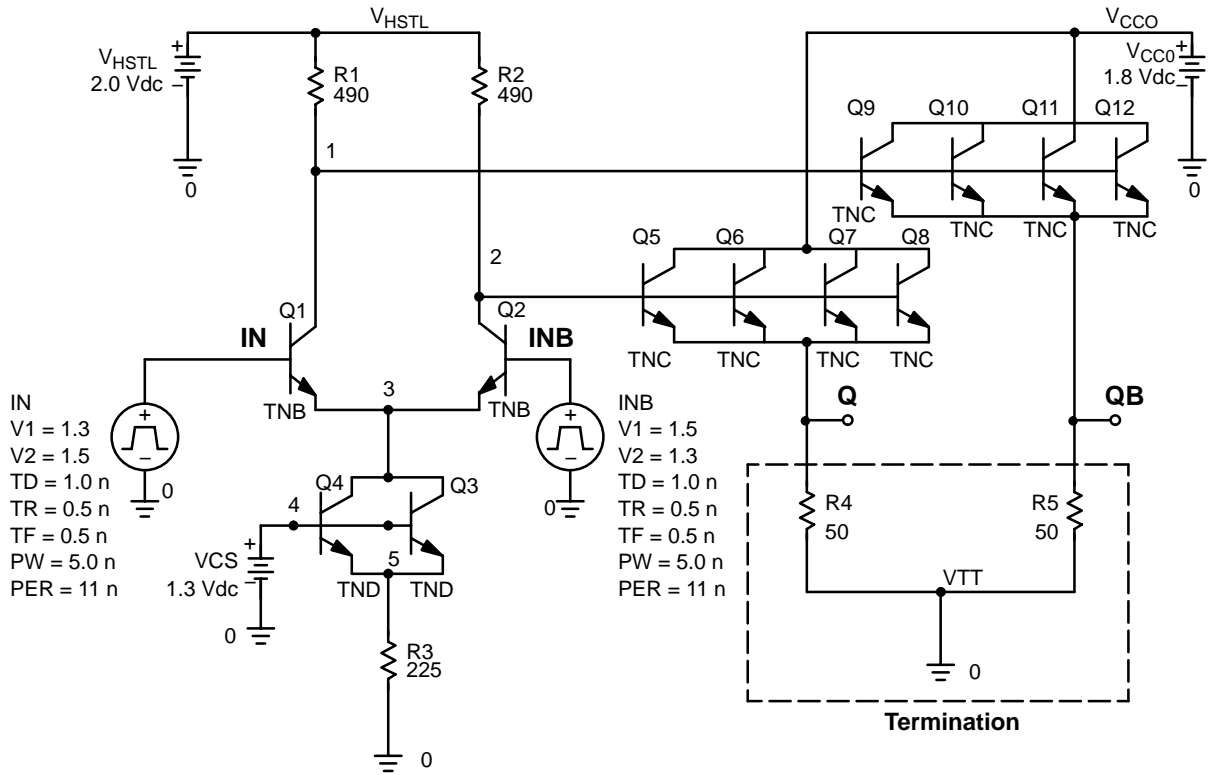 VHSTL
VCCO
VHSTL
2.0 Vdc
+
−
R1
490
R2
490
VCC0
1.8 Vdc
+
−
Q9
Q10
Q11
Q12
0
0
1
TNC
TNC
TNC
TNC
Q5
Q6
Q7
Q8
2
Q1
IN
INB
Q2
TNC
TNC
TNC
TNC
3
TNB
TNB
IN
V1 = 1.3
V2 = 1.5
TD = 1.0 n
TR = 0.5 n
TF = 0.5 n
PW = 5.0 n
PER = 11 n
+
−
0
+
−
0
INB
V1 = 1.5
V2 = 1.3
TD = 1.0 n
TR = 0.5 n
TF = 0.5 n
PW = 5.0 n
PER = 11 n
Q
QB
Q4
Q3
4
5
VCS
1.3 Vdc
+
−
0
TND
TND
R4
50
R5
50
VTT
0
R3
225
0
Termination